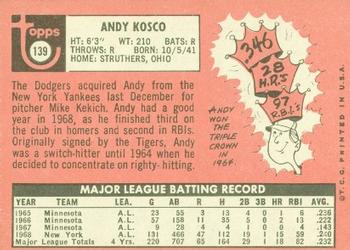 topps
139
ANDY KOSCO
HT: 6'3" WT: 210 BATS: R
THROWS: R BORN: 10/5/41
HOME: STRUTHERS, OHIO
The Dodgers acquired Andy from the
New York Yankees last December for
pitcher Mike Kekich. Andy had a good
year in 1968, as he finished third
on the club in homers and second in RBIs.
Originally signed by the Tigers, Andy
was a switch-hitter until 1964 when he
decided to concentrate on righty-hitting.
.346
28
H.R.'S
97
R.B.I.'S
ANDY
WON THE
TRIPLE
CROWN IN
1964.
©T.C.G. PRINTED IN U.S.A.
MAJOR LEAGUE BATTING RECORD
YEAR TEAM LEA. G AB R H 2B 3B HR RBI AVG.
1965 Minnesota A.L. 23 55 3 13 4 0 1 6 .236
1966 Minnesota A.L. 57 158 11 35 5 0 2 13 .222
1967 Minnesota A.L. 9 28 4 4 1 0 0 4 .143
1968 New York A.L. 131 466 47 112 19 1 15 59 .240
Major League Totals 4 Yrs. 220 707 65 164 29 1 18 82 .232